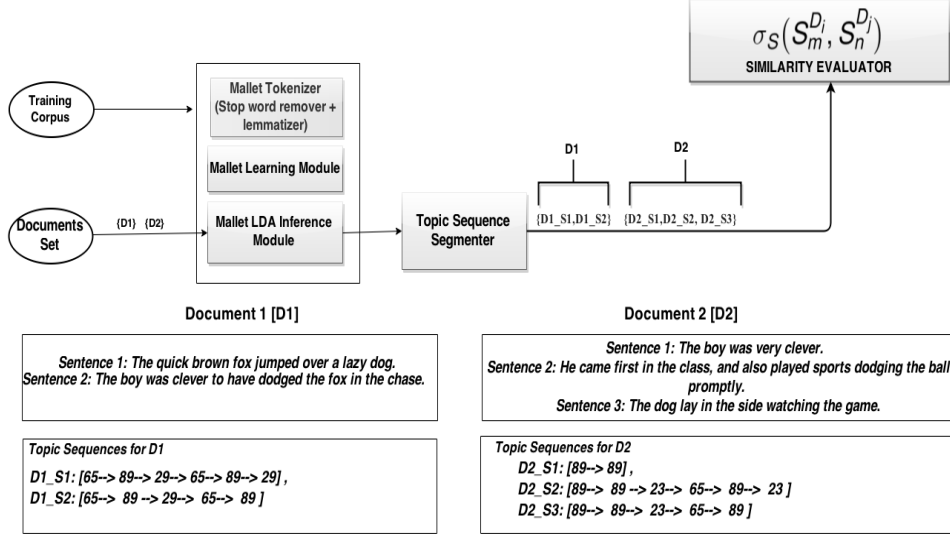 σS(S_m^{Di}, S_n^{Dj})
SIMILARITY EVALUATOR
Training
Corpus
Mallet Tokenizer
(Stop word remover +
lemmatizer)
Mallet Learning Module
Documents
Set
{D1} {D2}
Mallet LDA Inference
Module
Topic Sequence
Segmenter
D1
{D1_S1,D1_S2}
D2
{D2_S1,D2_S2, D2_S3}
Document 1 [D1]
Sentence 1: The quick brown fox jumped over a lazy dog.
Sentence 2: The boy was clever to have dodged the fox in the chase.
Topic Sequences for D1
D1_S1: [65--> 89--> 29--> 65--> 89--> 29] ,
D1_S2: [65--> 89 --> 29--> 65--> 89 ]
Document 2 [D2]
Sentence 1: The boy was very clever.
Sentence 2: He came first in the class, and also played sports dodging the ball
promptly.
Sentence 3: The dog lay in the side watching the game.
Topic Sequences for D2
D2_S1: [89--> 89] ,
D2_S2: [89--> 89 --> 23--> 65--> 89--> 23 ]
D2_S3: [89--> 89--> 23--> 65--> 89 ]